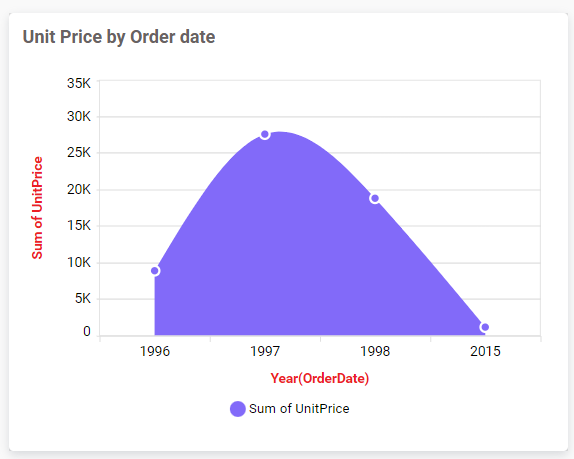 Unit Price by Order date
35K
30K
25K
20K
15K
10K
5K
0
Sum of UnitPrice
1996 1997 1998 2015
Year(OrderDate)
Sum of UnitPrice